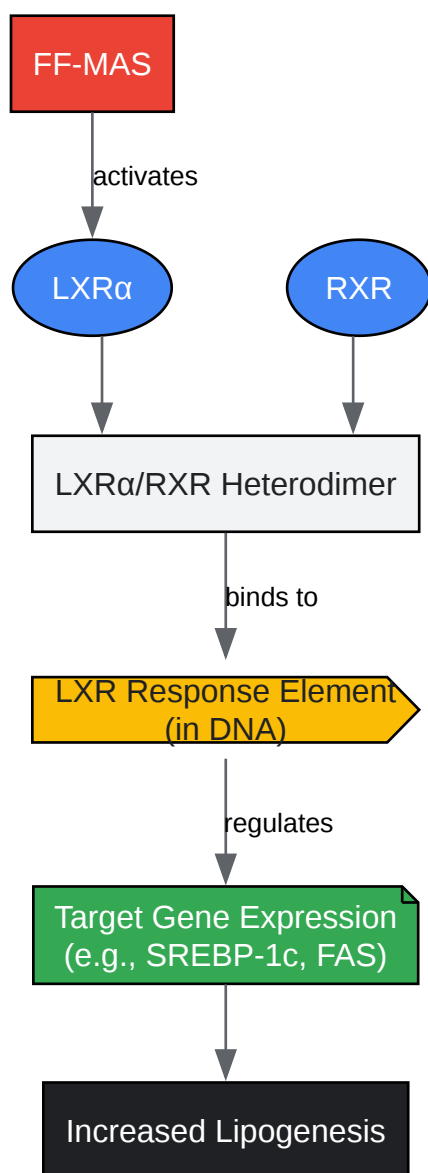 FF-MAS
activates
LXRα
RXR
LXRα/RXR Heterodimer
binds to
LXR Response Element
(in DNA)
regulates
Target Gene Expression
(e.g., SREBP-1c, FAS)
Increased Lipogenesis